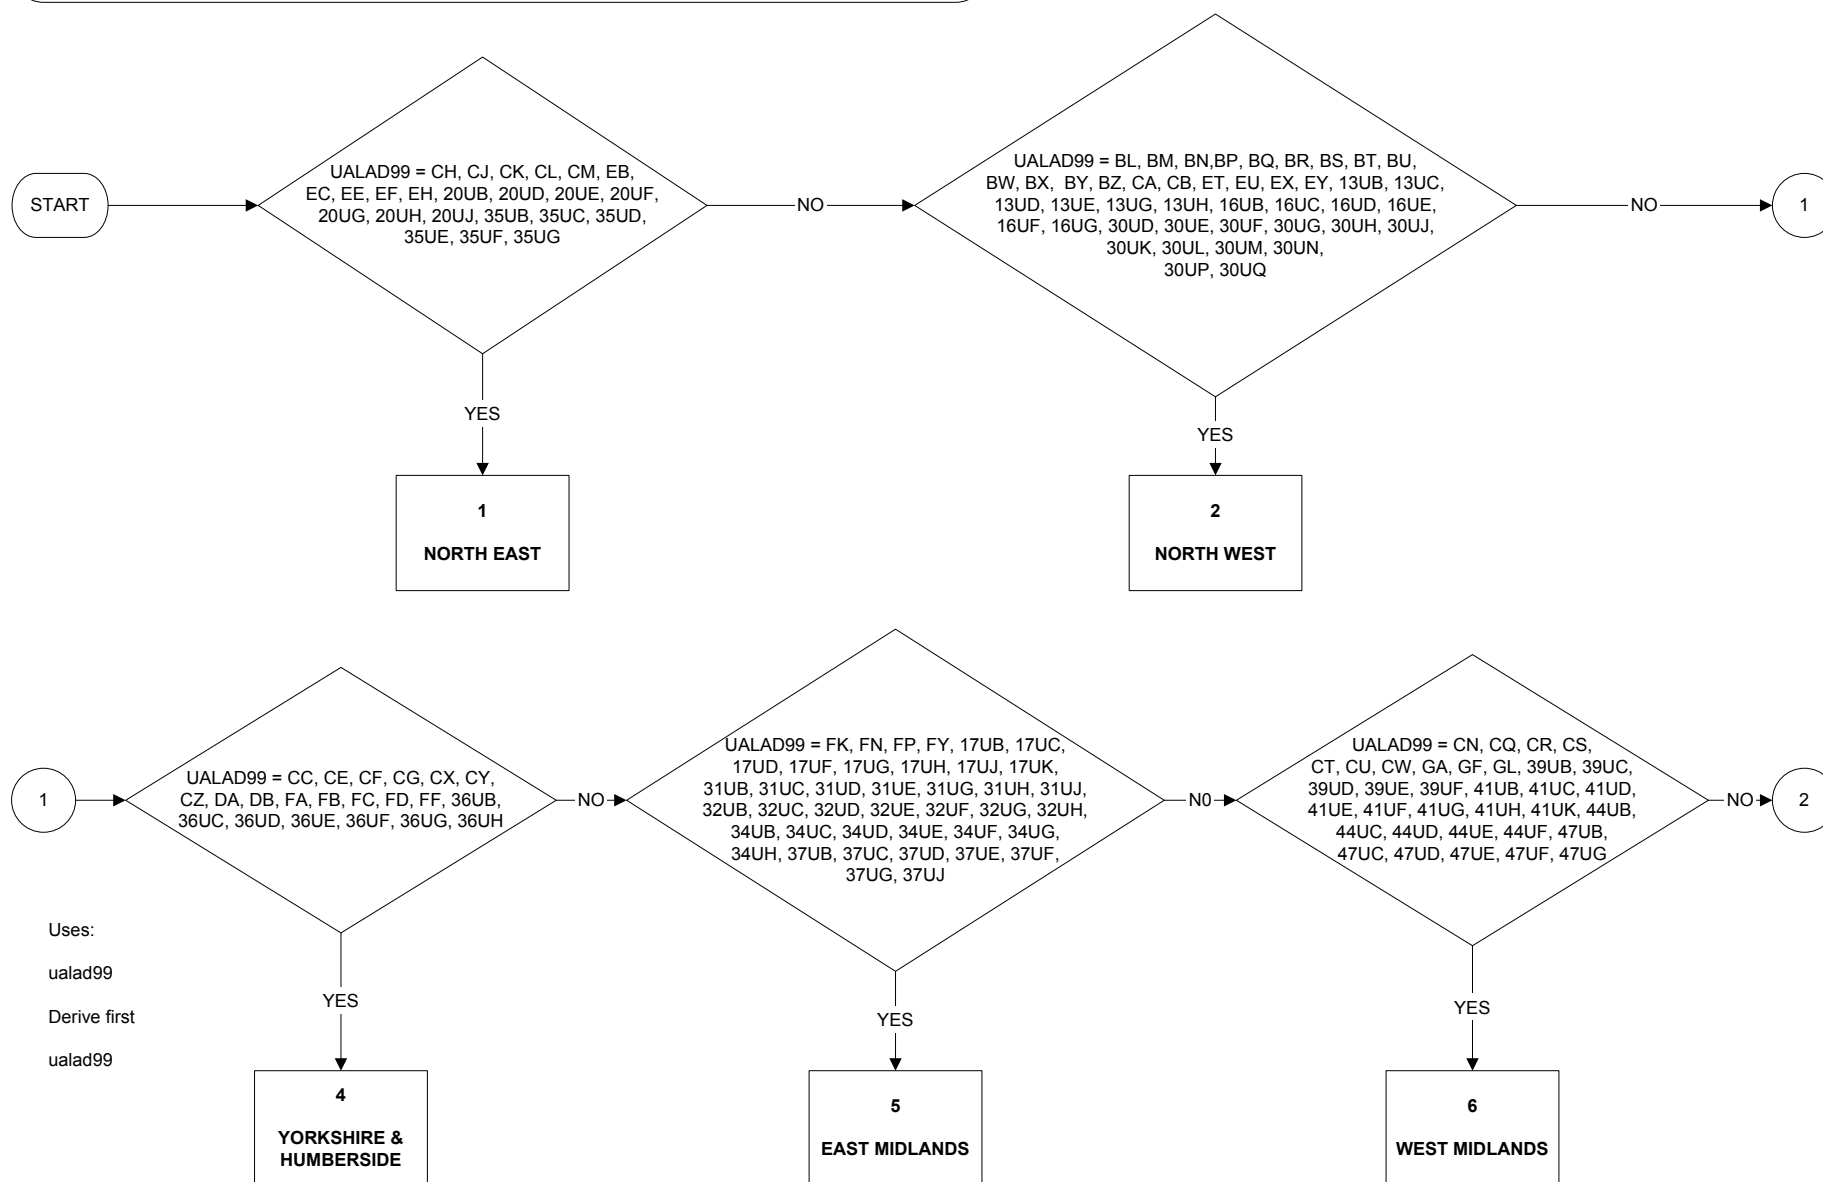 START
UALAD99 = CH, CJ, CK, CL, CM, EB,
EC, EE, EF, EH, 20UB, 20UD, 20UE, 20UF,
20UG, 20UH, 20UJ, 35UB, 35UC, 35UD,
35UE, 35UF, 35UG
NO
UALAD99 = BL, BM, BN,BP, BQ, BR, BS, BT, BU,
BW, BX, BY, BZ, CA, CB, ET, EU, EX, EY, 13UB, 13UC,
13UD, 13UE, 13UG, 13UH, 16UB, 16UC, 16UD, 16UE,
16UF, 16UG, 30UD, 30UE, 30UF, 30UG, 30UH, 30UJ,
30UK, 30UL, 30UM, 30UN,
30UP, 30UQ
NO
1
YES
YES
1
NORTH EAST
2
NORTH WEST
1
UALAD99 = CC, CE, CF, CG, CX, CY,
CZ, DA, DB, FA, FB, FC, FD, FF, 36UB,
36UC, 36UD, 36UE, 36UF, 36UG, 36UH
NO
UALAD99 = FK, FN, FP, FY, 17UB, 17UC,
17UD, 17UF, 17UG, 17UH, 17UJ, 17UK,
31UB, 31UC, 31UD, 31UE, 31UG, 31UH, 31UJ,
32UB, 32UC, 32UD, 32UE, 32UF, 32UG, 32UH,
34UB, 34UC, 34UD, 34UE, 34UF, 34UG,
34UH, 37UB, 37UC, 37UD, 37UE, 37UF,
37UG, 37UJ
N0
UALAD99 = CN, CQ, CR, CS,
CT, CU, CW, GA, GF, GL, 39UB, 39UC,
39UD, 39UE, 39UF, 41UB, 41UC, 41UD,
41UE, 41UF, 41UG, 41UH, 41UK, 44UB,
44UC, 44UD, 44UE, 44UF, 47UB,
47UC, 47UD, 47UE, 47UF, 47UG
NO
2
Uses:
ualad99
Derive first
ualad99
YES
YES
YES
4
YORKSHIRE &
HUMBERSIDE
5
EAST MIDLANDS
6
WEST MIDLANDS